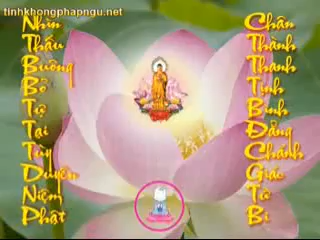 tinhkhongphapngu.net
Nhìn
Thấu
Buông
Bỏ
Tự
Tại
Tùy
Duyên
Niệm
Phật
Chân
Thành
Thanh
Tịnh
Bình
Đẳng
Chánh
Giác
Từ
Bi